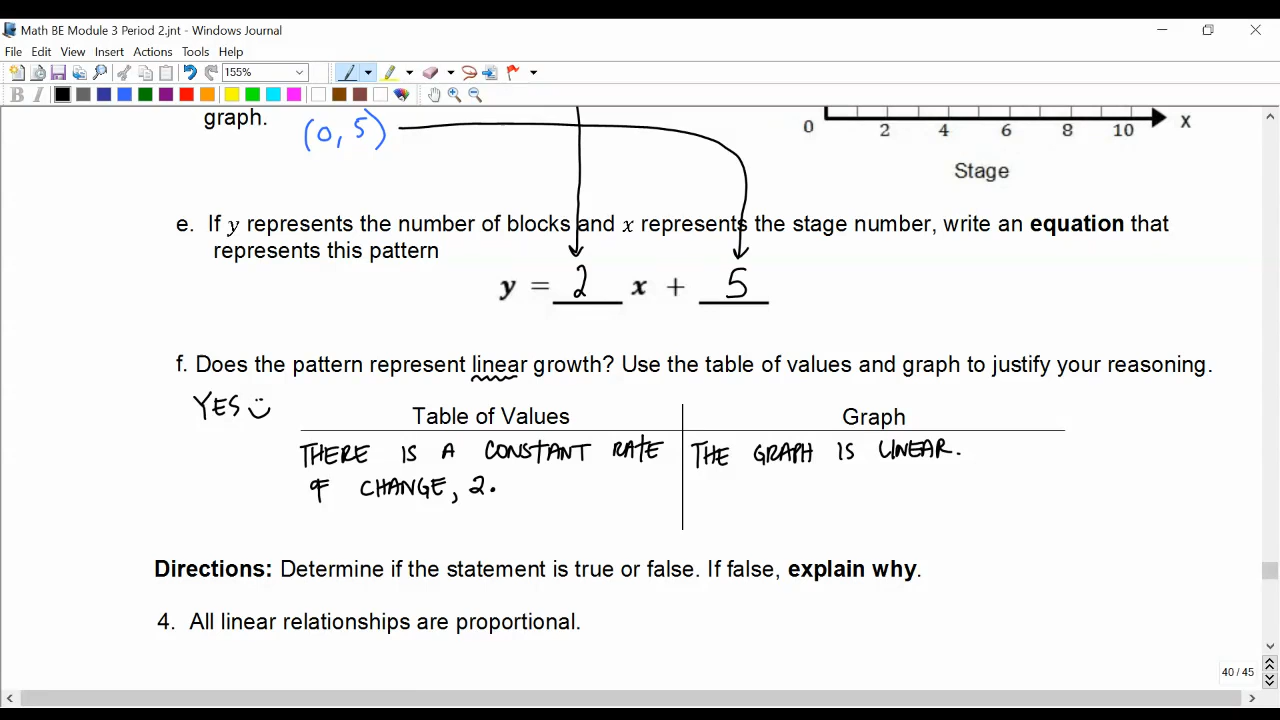 Math BE Module 3 Period 2.jnt - Windows Journal
File Edit View Insert Actions Tools Help
155%
B I
graph. (0, 5)
0 2 4 6 8 10 x
Stage
e. If y represents the number of blocks and x represents the stage number, write an equation that
represents this pattern
y = 2 x + 5
f. Does the pattern represent linear growth? Use the table of values and graph to justify your reasoning.
YES
Table of Values Graph
THERE IS A CONSTANT RATE THE GRAPH IS LINEAR.
OF CHANGE, 2.
Directions: Determine if the statement is true or false. If false, explain why.
4. All linear relationships are proportional.
40 / 45